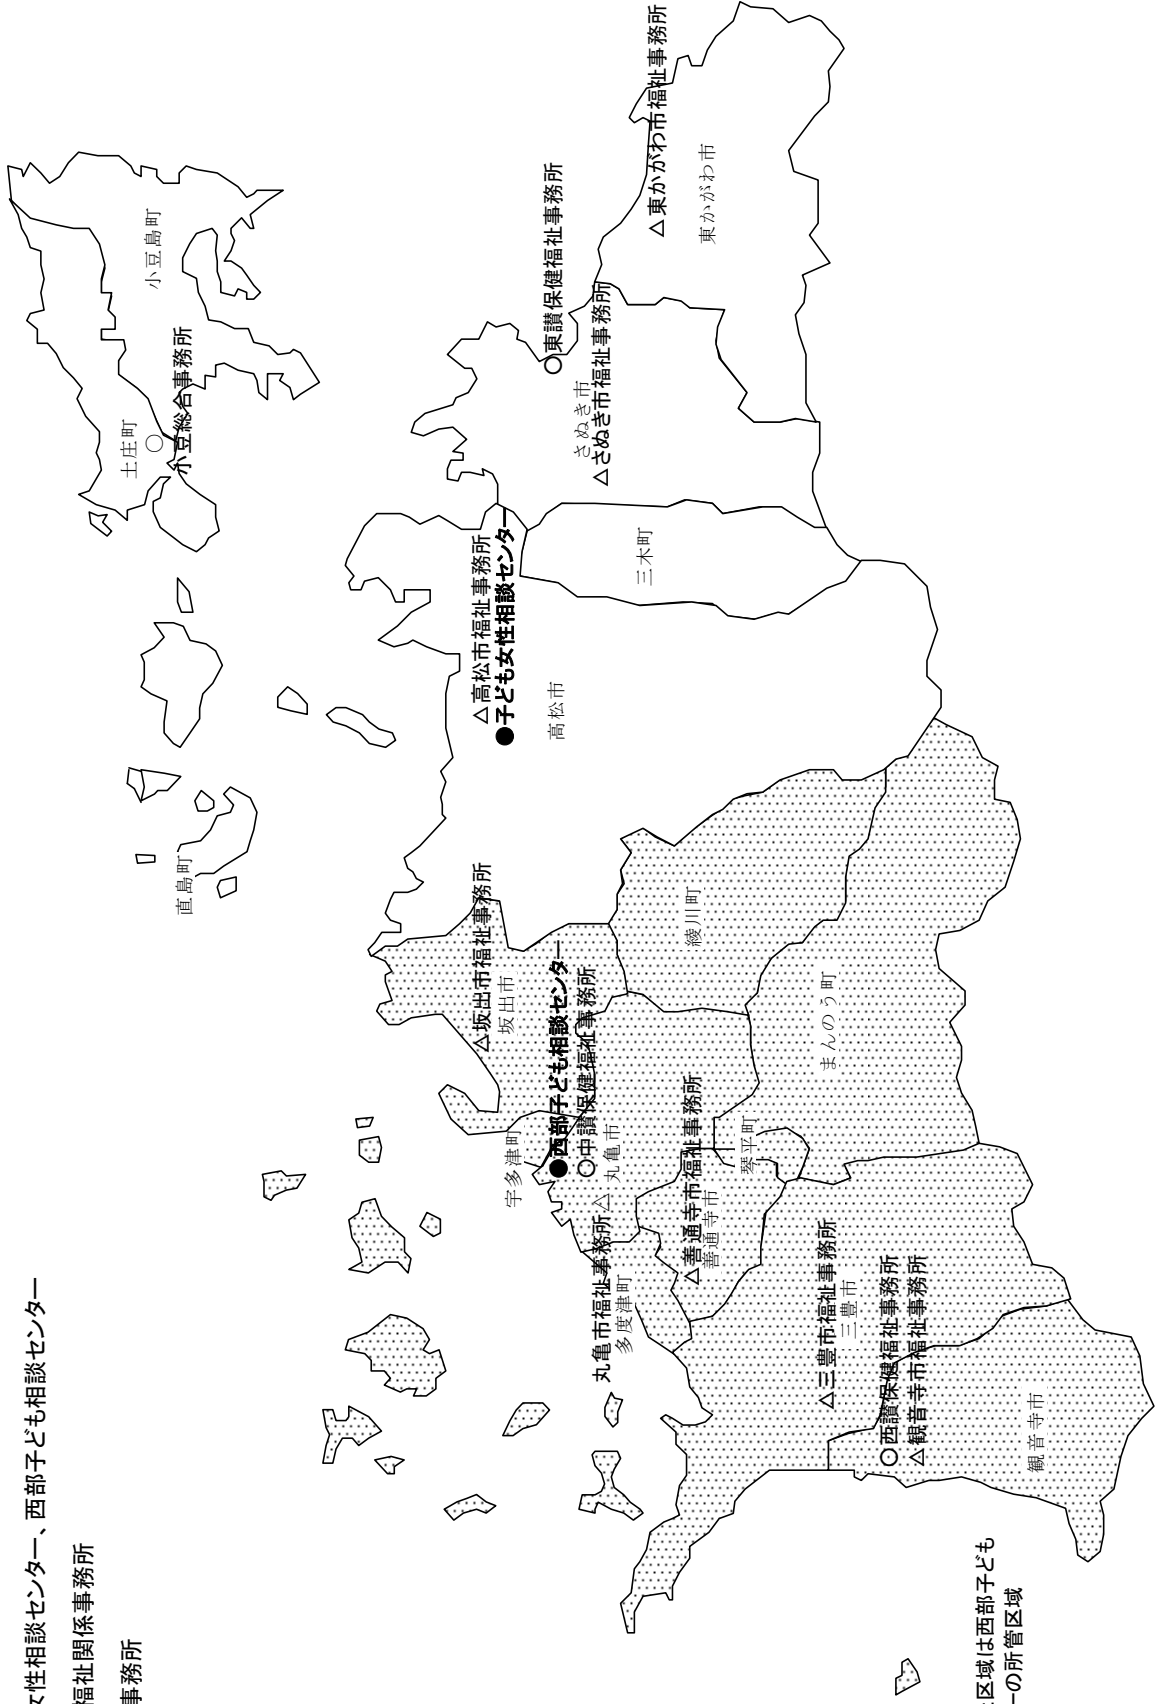 女性相談センター、西部子ども相談センター
福祉関係事務所
事務所
小豆島町
土庄町
○
小豆総合事務所
直島町
△東かがわ市福祉事務所
東かがわ市
○東讃保健福祉事務所
さぬき市
△さぬき市福祉事務所
三木町
△高松市福祉事務所
●子ども女性相談センター
高松市
△坂出市福祉事務所
坂出市
綾川町
まんのう町
●西部子ども相談センター
○中讃保健福祉事務所
宇多津町
丸亀市
丸亀市福祉事務所△
多度津町
△善通寺市福祉事務所
善通寺市
琴平町
△三豊市福祉事務所
三豊市
○西讃保健福祉事務所
△観音寺市福祉事務所
観音寺市
区域は西部子ども
ーの所管区域